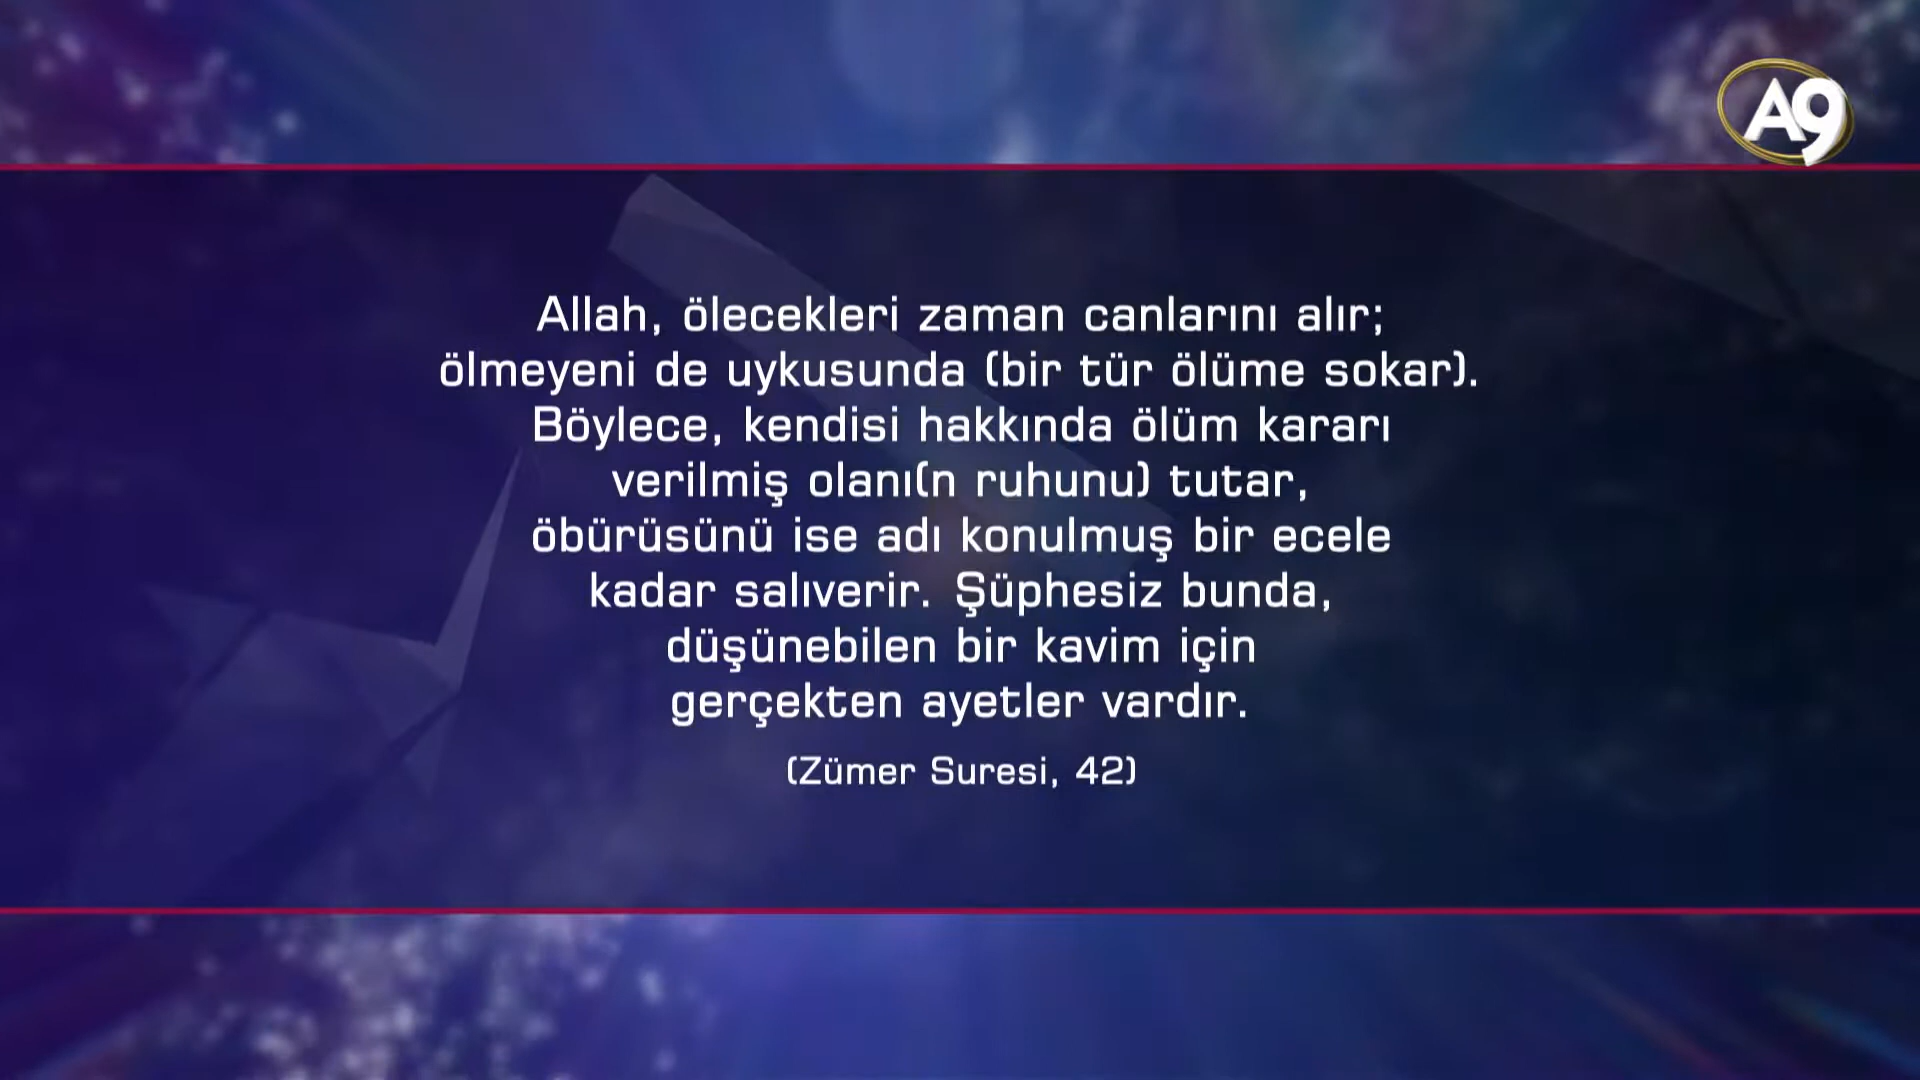 A9
Allah, ölecekleri zaman canlarını alır;
ölmeyeni de uykusunda (bir tür ölüme sokar).
Böylece, kendisi hakkında ölüm kararı
verilmiş olanı(n ruhunu) tutar,
öbürüsünü ise adı konulmuş bir ecele
kadar salıverir. Şüphesiz bunda,
düşünebilen bir kavim için
gerçekten ayetler vardır.
(Zümer Suresi, 42)